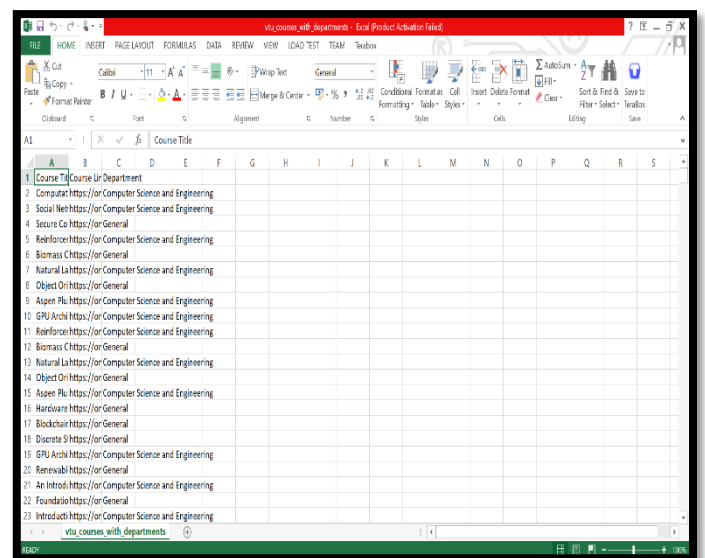 vtu_courses_with_departments - Excel (Product Activation Failed)
FILE HOME INSERT PAGE LAYOUT FORMULAS DATA REVIEW VIEW LOAD TEST TEAM Terabox
Cut
Copy
Format Painter
Paste
Clipboard
Calibri 11
B I U
Font
Wrap Text
Merge & Center
Alignment
General
Number
Conditional Formatting
Format as Table
Cell Styles
Styles
Insert Delete Format
Cells
AutoSum
Fill
Clear
Sort & Filter
Find & Select
Editing
Save to TeraBox
Save
A1 fx Course Title
A B C D E F G H I J K L M N O P Q R S
1 Course Tit Course Lir Department
2 Computat https://or Computer Science and Engineering
3 Social Net https://or Computer Science and Engineering
4 Secure Co https://or General
5 Reinforcer https://or Computer Science and Engineering
6 Biomass C https://or General
7 Natural La https://or Computer Science and Engineering
8 Object Ori https://or General
9 Aspen Plu https://or Computer Science and Engineering
10 GPU Archi https://or Computer Science and Engineering
11 Reinforcer https://or Computer Science and Engineering
12 Biomass C https://or General
13 Natural La https://or Computer Science and Engineering
14 Object Ori https://or General
15 Aspen Plu https://or Computer Science and Engineering
16 Hardware https://or General
17 Blockchair https://or General
18 Discrete St https://or General
19 GPU Archi https://or Computer Science and Engineering
20 Renewabl https://or General
21 An Introdu https://or Computer Science and Engineering
22 Foundatio https://or General
23 Introducti https://or Computer Science and Engineering
vtu_courses_with_departments
READY 100%